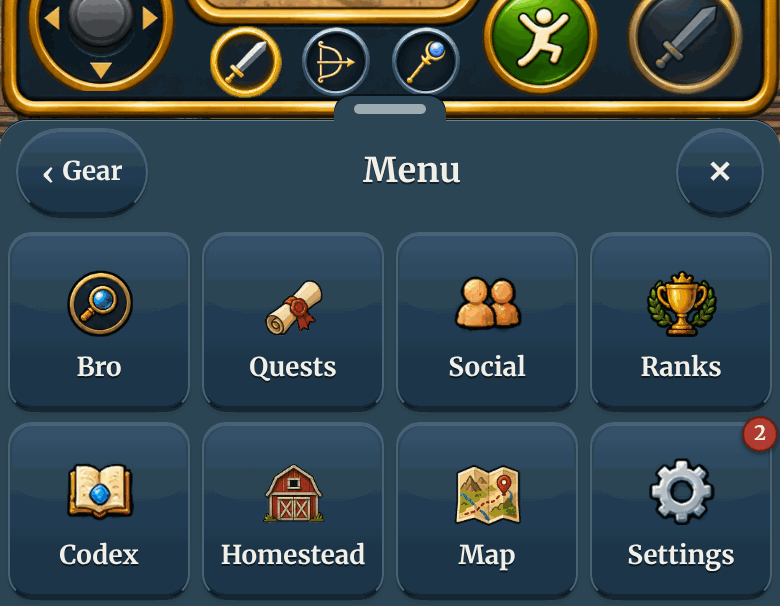 ‹ Gear
Menu
×
Bro
Quests
Social
Ranks
2
Codex
Homestead
Map
Settings